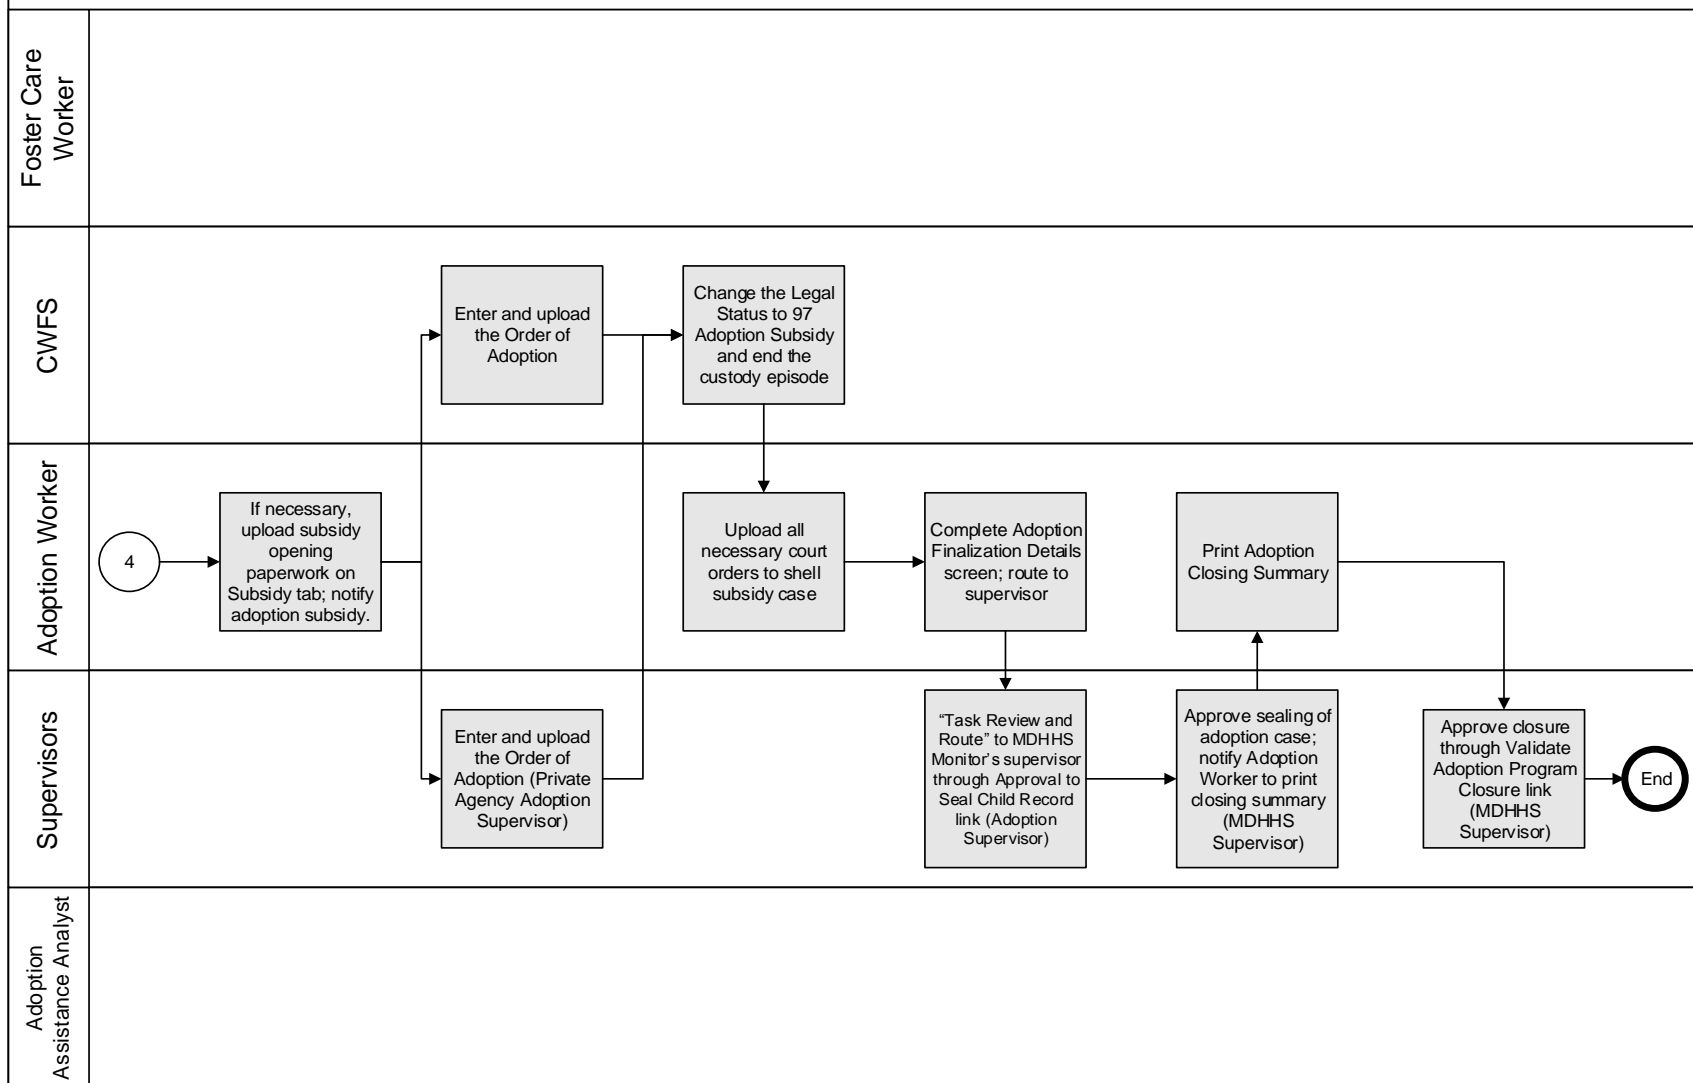 Foster Care
Worker
CWFS
Enter and upload
the Order of
Adoption
Change the Legal
Status to 97
Adoption Subsidy
and end the
custody episode
Adoption Worker
4
If necessary,
upload subsidy
opening
paperwork on
Subsidy tab; notify
adoption subsidy.
Upload all
necessary court
orders to shell
subsidy case
Complete Adoption
Finalization Details
screen; route to
supervisor
Print Adoption
Closing Summary
Supervisors
Enter and upload
the Order of
Adoption (Private
Agency Adoption
Supervisor)
“Task Review and
Route” to MDHHS
Monitor’s supervisor
through Approval to
Seal Child Record
link (Adoption
Supervisor)
Approve sealing of
adoption case;
notify Adoption
Worker to print
closing summary
(MDHHS
Supervisor)
Approve closure
through Validate
Adoption Program
Closure link
(MDHHS
Supervisor)
End
Adoption
Assistance Analyst